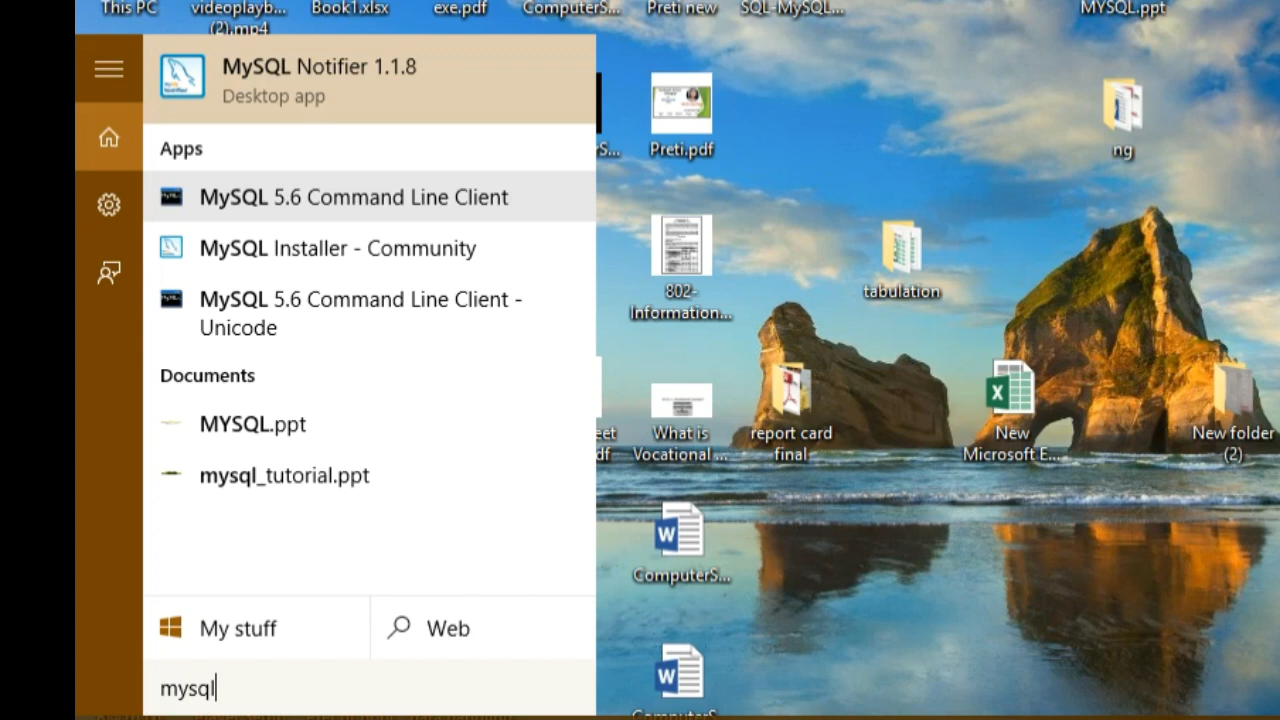 This PC
videoplayb...
(2).mp4
Book1.xlsx
exe.pdf
ComputerS...
Preti new
SQL-MySQL...
MYSQL.ppt
MySQL Notifier 1.1.8
Desktop app
Apps
MySQL 5.6 Command Line Client
MySQL Installer - Community
MySQL 5.6 Command Line Client -
Unicode
Documents
MYSQL.ppt
mysql_tutorial.ppt
My stuff
Web
mysql
Preti.pdf
ng
802-
Information...
tabulation
What is
Vocational ...
report card
final
New
Microsoft E...
New folder
(2)
ComputerS...
ComputerS...